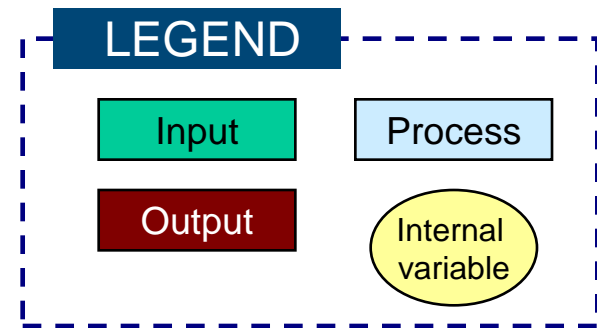 LEGEND
Input
Process
Output
Internal
variable